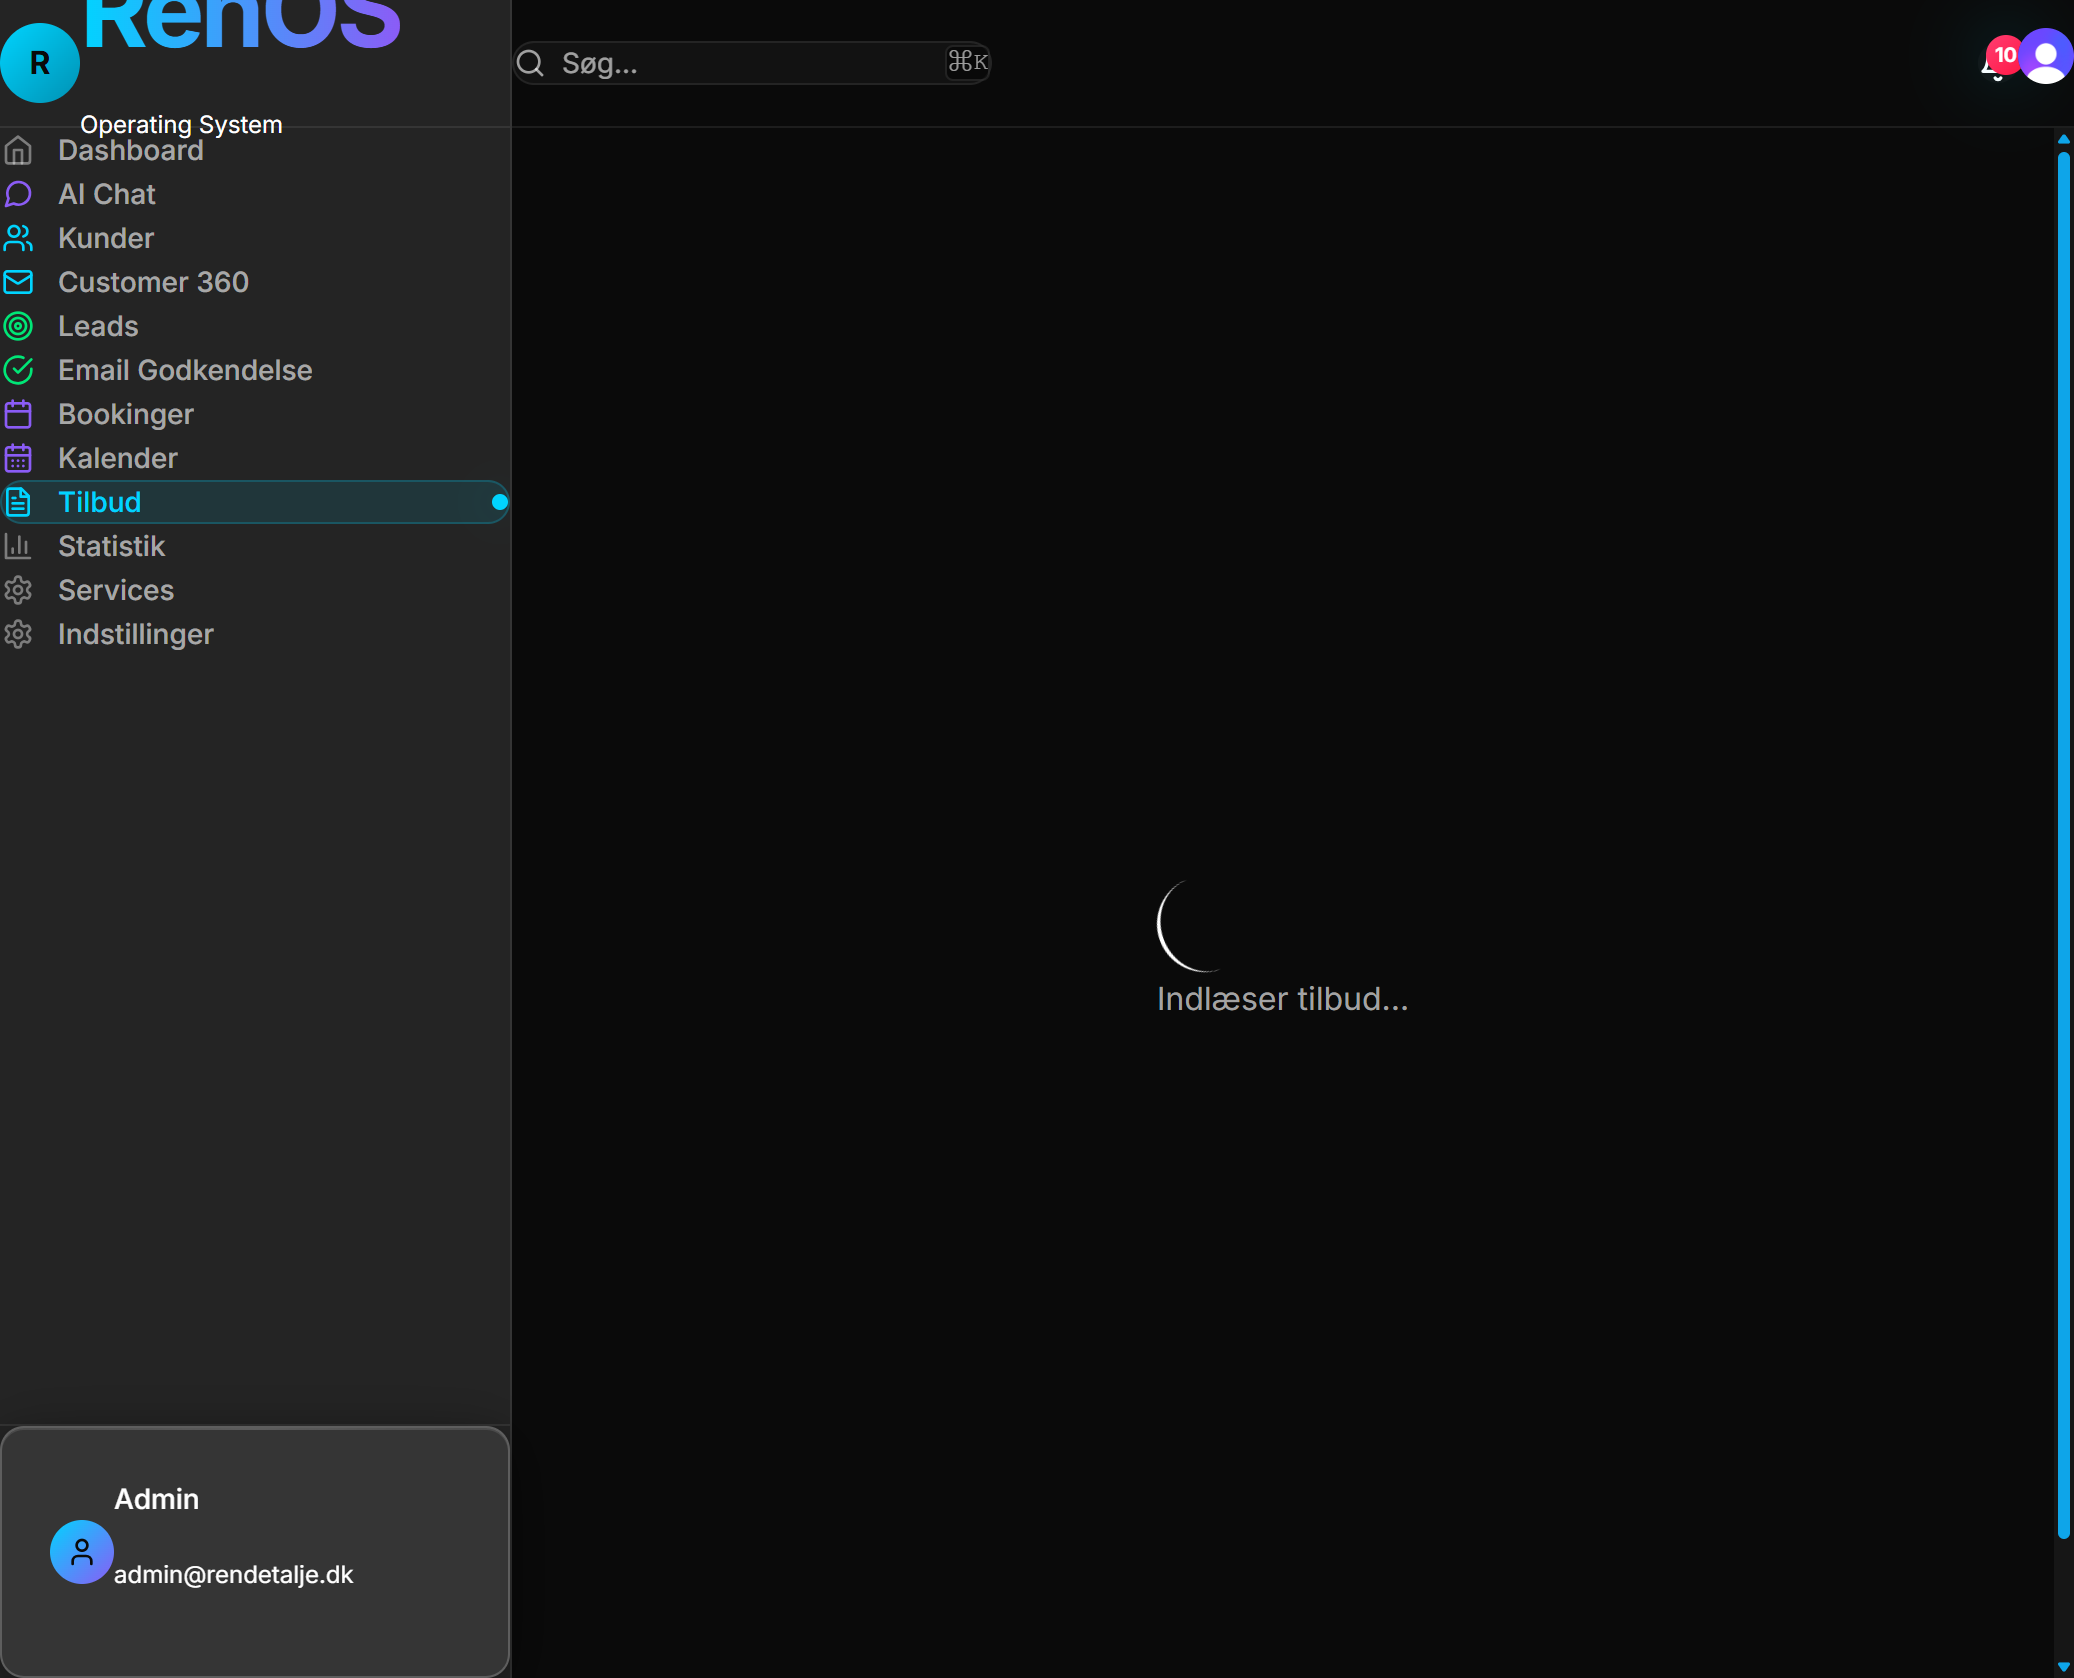 RenOS
R
Operating System
Søg...
⌘K
10
Dashboard
AI Chat
Kunder
Customer 360
Leads
Email Godkendelse
Bookinger
Kalender
Tilbud
Statistik
Services
Indstillinger
Indlæser tilbud...
Admin
admin@rendetalje.dk